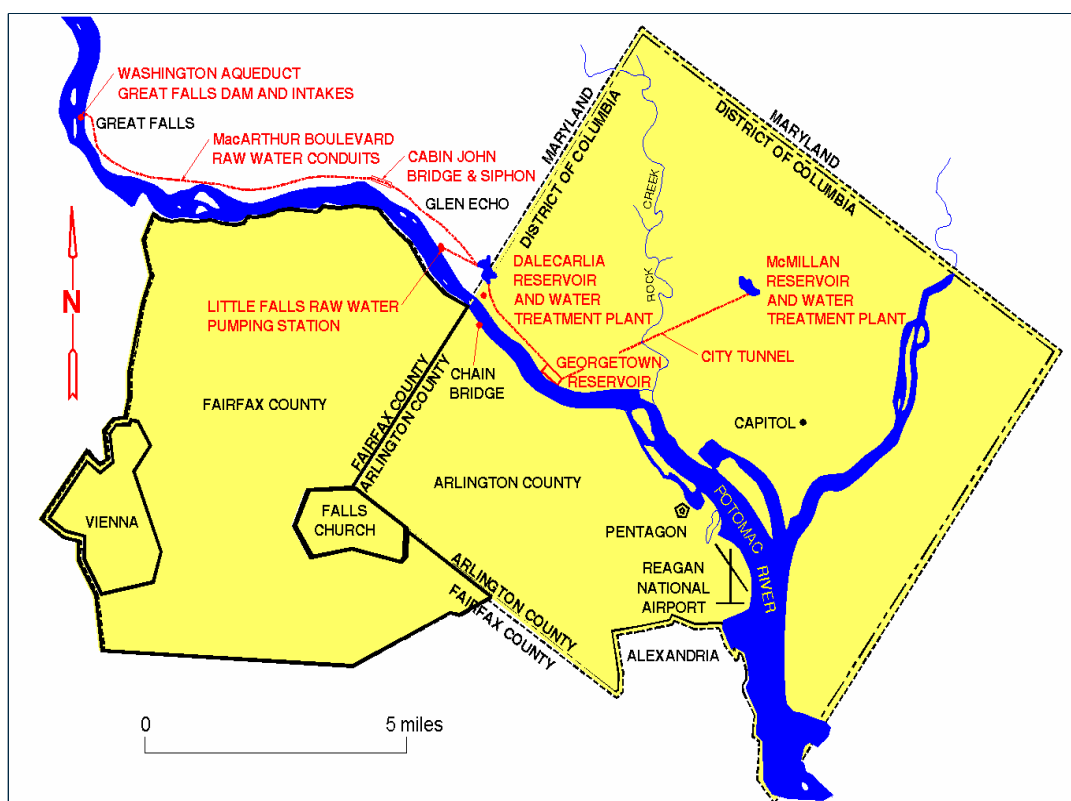 WASHINGTON AQUEDUCT
GREAT FALLS DAM AND INTAKES
GREAT FALLS
MacARTHUR BOULEVARD
RAW WATER CONDUITS
CABIN JOHN
BRIDGE & SIPHON
GLEN ECHO
MARYLAND
DISTRICT OF COLUMBIA
MARYLAND
DISTRICT OF COLUMBIA
ROCK CREEK
N
DALECARLIA
RESERVOIR
AND WATER
TREATMENT PLANT
McMILLAN
RESERVOIR
AND WATER
TREATMENT PLANT
LITTLE FALLS RAW WATER
PUMPING STATION
CITY TUNNEL
GEORGETOWN
RESERVOIR
CHAIN
BRIDGE
FAIRFAX COUNTY
FAIRFAX COUNTY
ARLINGTON COUNTY
CAPITOL
ARLINGTON COUNTY
VIENNA
FALLS
CHURCH
PENTAGON
POTOMAC RIVER
REAGAN
NATIONAL
AIRPORT
ARLINGTON COUNTY
FAIRFAX COUNTY
ALEXANDRIA
0
5 miles